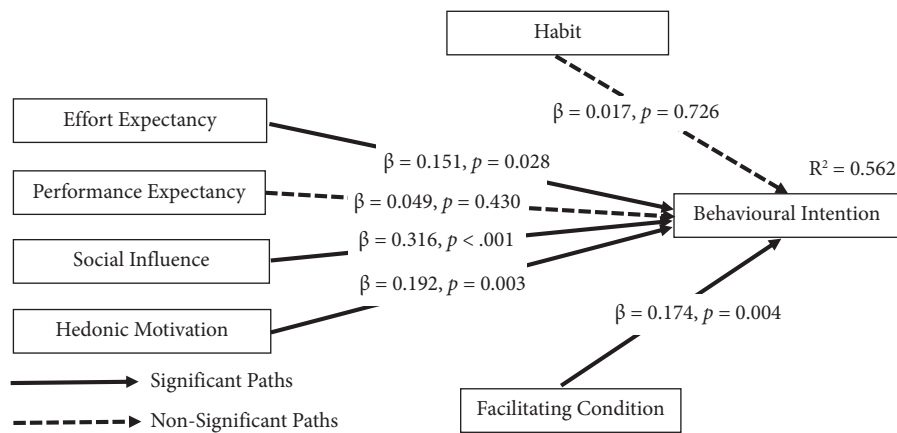 Habit
Effort Expectancy
β = 0.017, p = 0.726
β = 0.151, p = 0.028
R² = 0.562
Performance Expectancy
β = 0.049, p = 0.430
Behavioural Intention
β = 0.316, p < .001
Social Influence
β = 0.192, p = 0.003
Hedonic Motivation
β = 0.174, p = 0.004
Significant Paths
Facilitating Condition
Non-Significant Paths